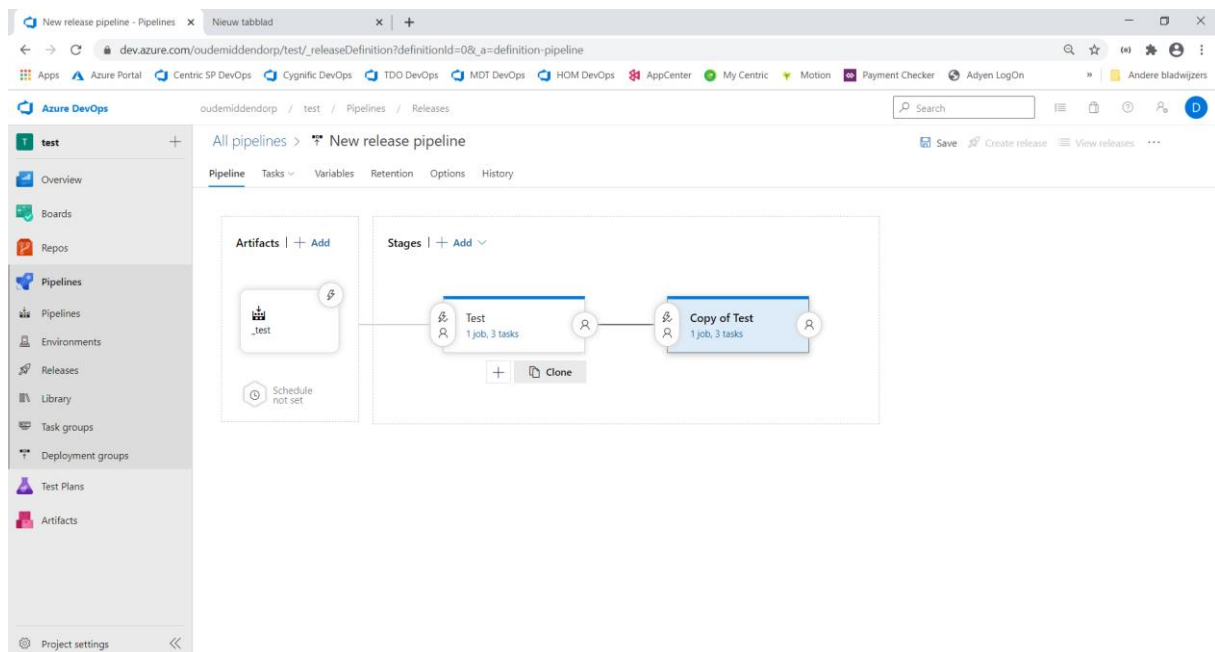 New release pipeline - Pipelines
Nieuw tabblad
dev.azure.com/oudemiddendorp/test/_releaseDefinition?definitionId=0&_a=definition-pipeline
Apps Azure Portal Centric SP DevOps Cygnific DevOps TDO DevOps MDT DevOps HOM DevOps AppCenter My Centric Motion Payment Checker Adyen LogOn » Andere bladwijzers
Azure DevOps
oudemiddendorp / test / Pipelines / Releases
Search
D
T test
All pipelines > New release pipeline
Save Create release View releases ...
Overview
Pipeline Tasks Variables Retention Options History
Boards
Repos
Pipelines
Pipelines
Environments
Releases
Library
Task groups
Deployment groups
Test Plans
Artifacts
Project settings
Artifacts | + Add
Stages | + Add
_test
Schedule
not set
Test
1 job, 3 tasks
+ Clone
Copy of Test
1 job, 3 tasks